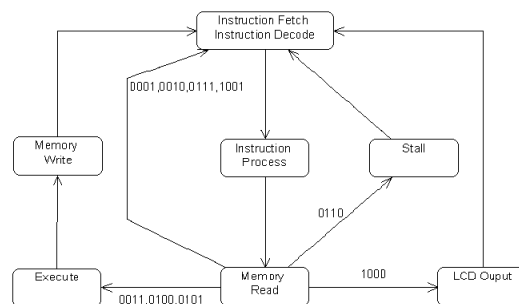 Instruction Fetch
Instruction Decode
0001,0010,0111,1001
Memory
Write
Instruction
Process
Stall
0110
Execute
0011,0100,0101
Memory
Read
1000
LCD Ouput